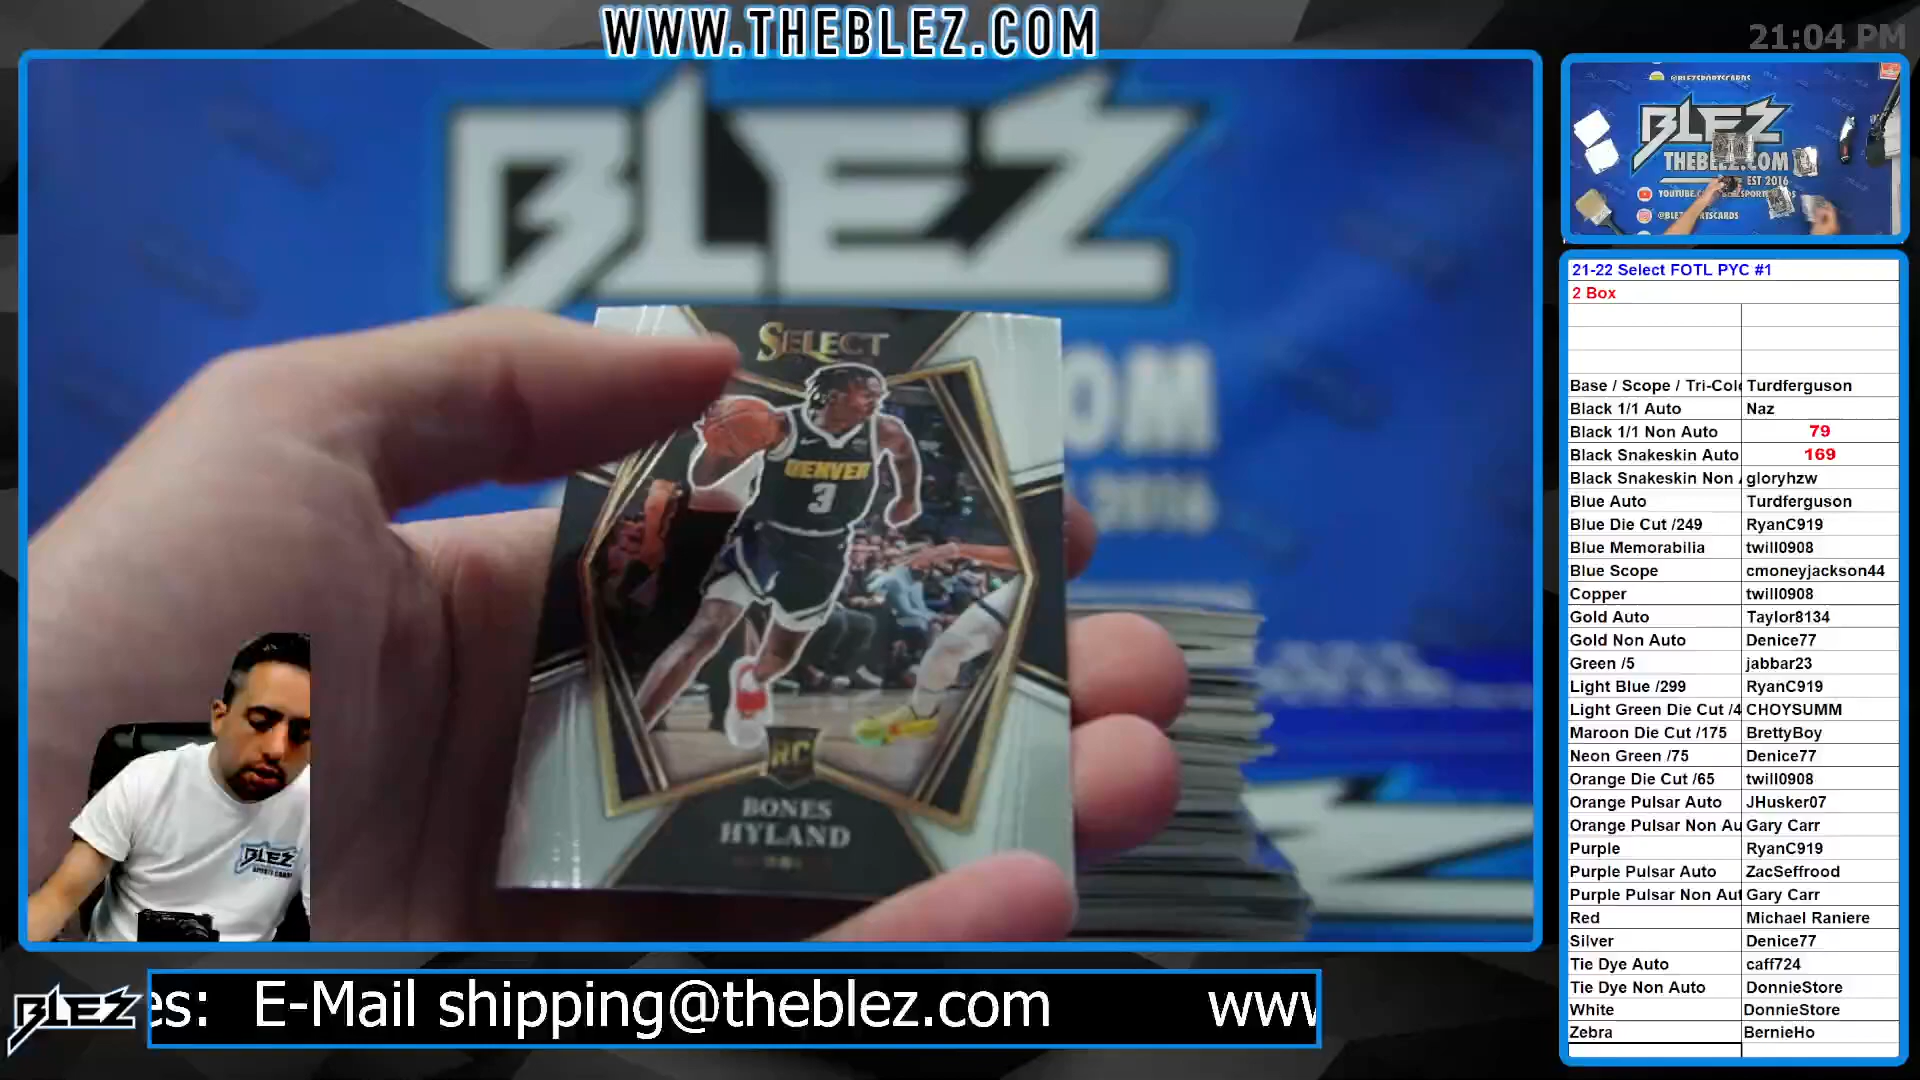 WWW.THEBLEZ.COM
21:04 PM
BLEZ
OM
2016
SELECT
DENVER
3
RC
BONES
HYLAND
BLEZ
@BLEZSPORTSCARDS
BLEZ
THEBLEZ.COM
EST 2016
21-22 Select FOTL PYC #1
2 Box
Base / Scope / Tri-Col Turdferguson
Black 1/1 Auto Naz
Black 1/1 Non Auto 79
Black Snakeskin Auto 169
Black Snakeskin Non gloryhzw
Blue Auto Turdferguson
Blue Die Cut /249 RyanC919
Blue Memorabilia twill0908
Blue Scope cmoneyjackson44
Copper twill0908
Gold Auto Taylor8134
Gold Non Auto Denice77
Green /5 jabbar23
Light Blue /299 RyanC919
Light Green Die Cut /4 CHOYSUMM
Maroon Die Cut /175 BrettyBoy
Neon Green /75 Denice77
Orange Die Cut /65 twill0908
Orange Pulsar Auto JHusker07
Orange Pulsar Non Au Gary Carr
Purple RyanC919
Purple Pulsar Auto ZacSeffrood
Purple Pulsar Non Aut Gary Carr
Red Michael Raniere
Silver Denice77
Tie Dye Auto caff724
Tie Dye Non Auto DonnieStore
White DonnieStore
Zebra BernieHo
BLEZ
es: E-Mail shipping@theblez.com www